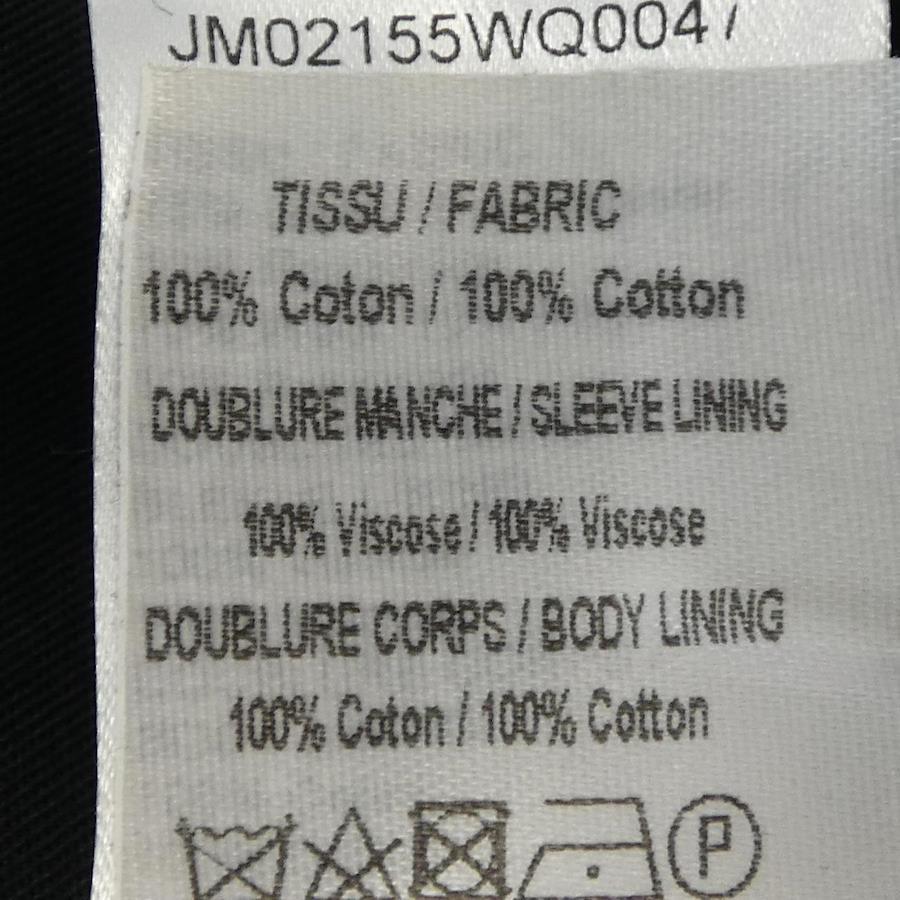 JM02155WQ0047
TISSU / FABRIC
100% Coton / 100% Cotton
DOUBLURE MANCHE / SLEEVE LINING
100% Viscose / 100% Viscose
DOUBLURE CORPS / BODY LINING
100% Coton / 100% Cotton
P